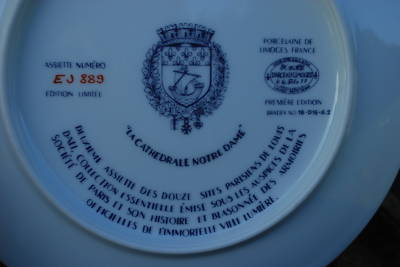 ASSIETTE NUMÉRO
EJ 889
ÉDITION LIMITÉE
PORCELAINE DE
LIMOGES FRANCE
PREMIÈRE EDITION
"LA CATHÉDRALE NOTRE DAME"
DEUXIÈME ASSIETTE DES DOUZE SITES PARISIENS DE LOUIS
DALI, COLLECTION ESSENTIELLE ÉMISE SOUS LES AUSPICES DE LA
SOCIÉTÉ DE PARIS ET SON HISTOIRE ET BLASONNÉE DES ARMOIRIES
OFFICIELLES DE L'IMMORTELLE VILLE LUMIÈRE.